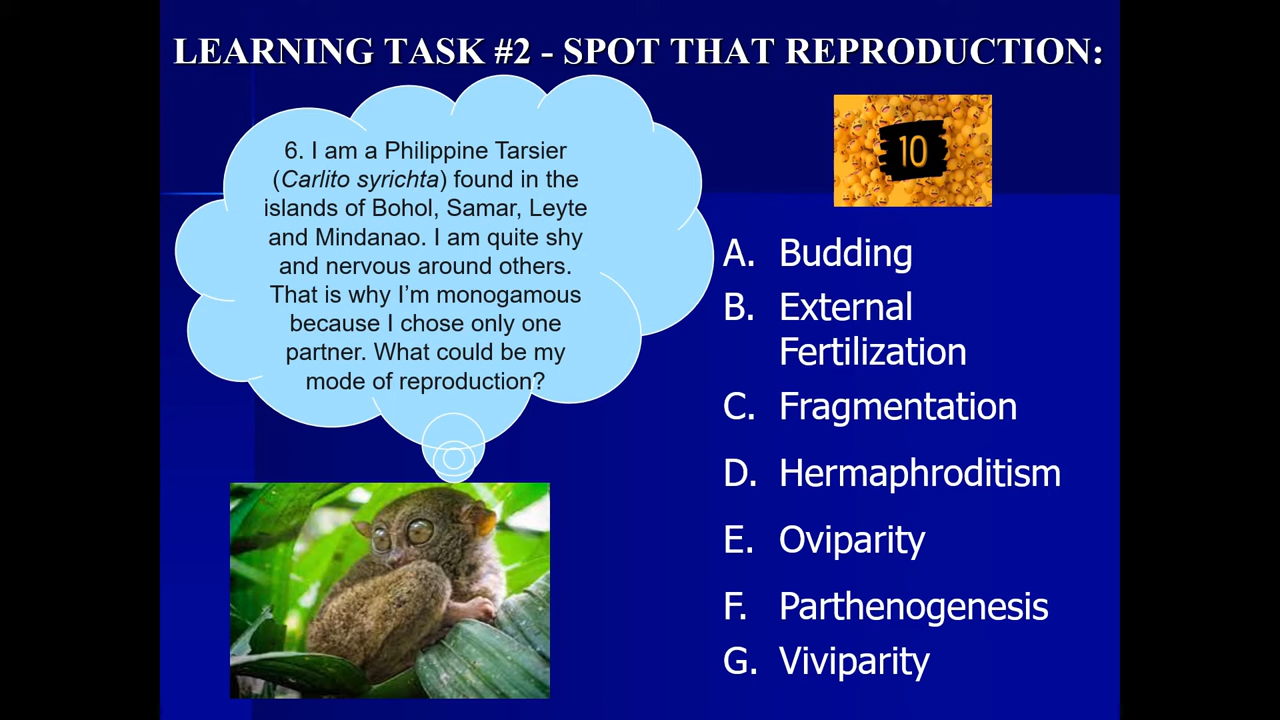 LEARNING TASK #2 - SPOT THAT REPRODUCTION:
6. I am a Philippine Tarsier
(Carlito syrichta) found in the
islands of Bohol, Samar, Leyte
and Mindanao. I am quite shy
and nervous around others.
That is why I’m monogamous
because I chose only one
partner. What could be my
mode of reproduction?
10
A. Budding
B. External
Fertilization
C. Fragmentation
D. Hermaphroditism
E. Oviparity
F. Parthenogenesis
G. Viviparity